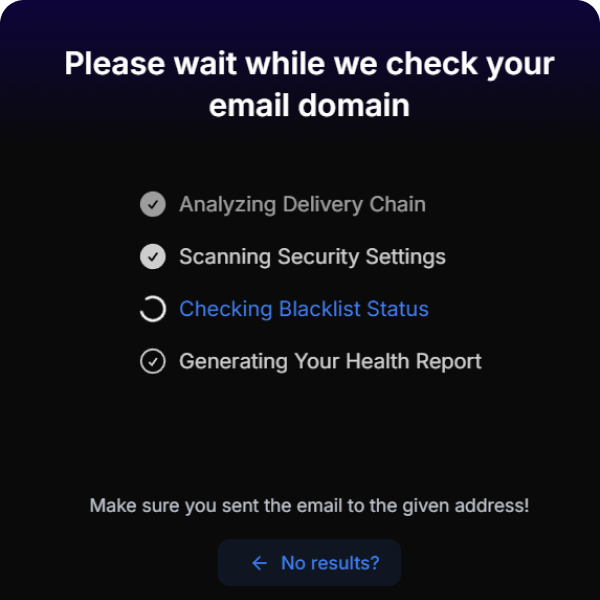 Please wait while we check your
email domain
Analyzing Delivery Chain
Scanning Security Settings
Checking Blacklist Status
Generating Your Health Report
Make sure you sent the email to the given address!
No results?